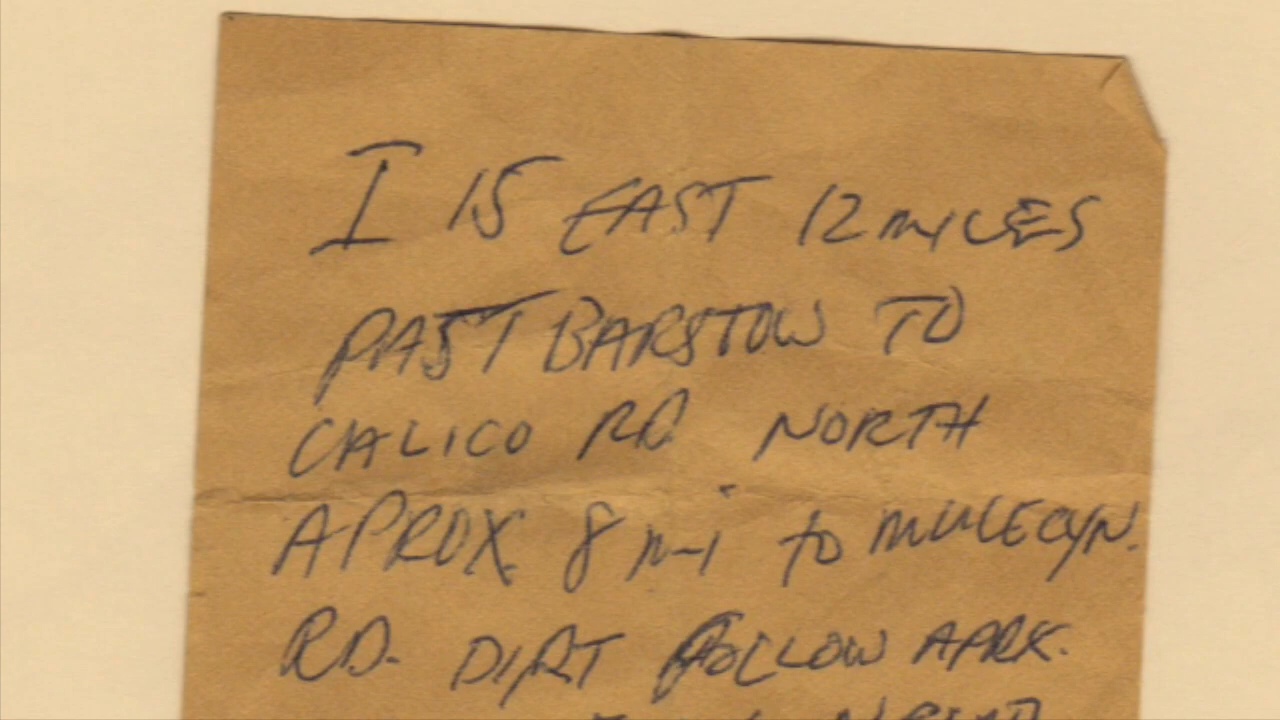 I 15 EAST 12 MILES
PAST BARSTOW TO
CALICO RD NORTH
APROX 8 mi to MULE CYN.
RD. DIRT FOLLOW APRX.